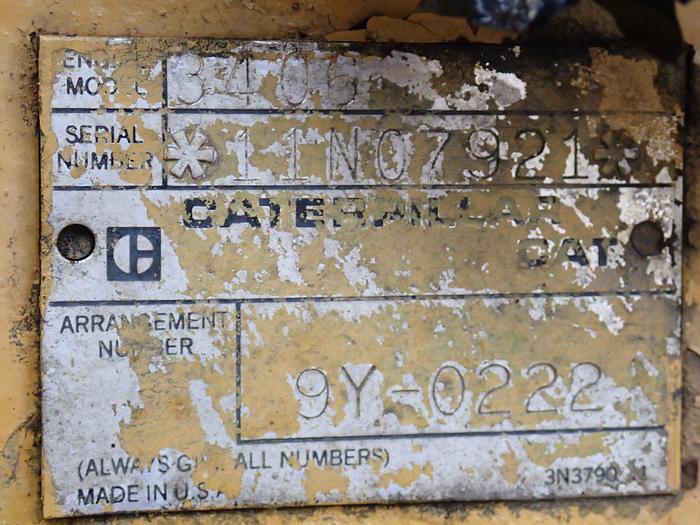 ENGINE MODEL 3406
SERIAL NUMBER *11N07921*
CATERPILLAR
CAT
ARRANGEMENT
NUMBER 9Y-0222
(ALWAYS GIVE ALL NUMBERS)
MADE IN U.S.A. 3N3790